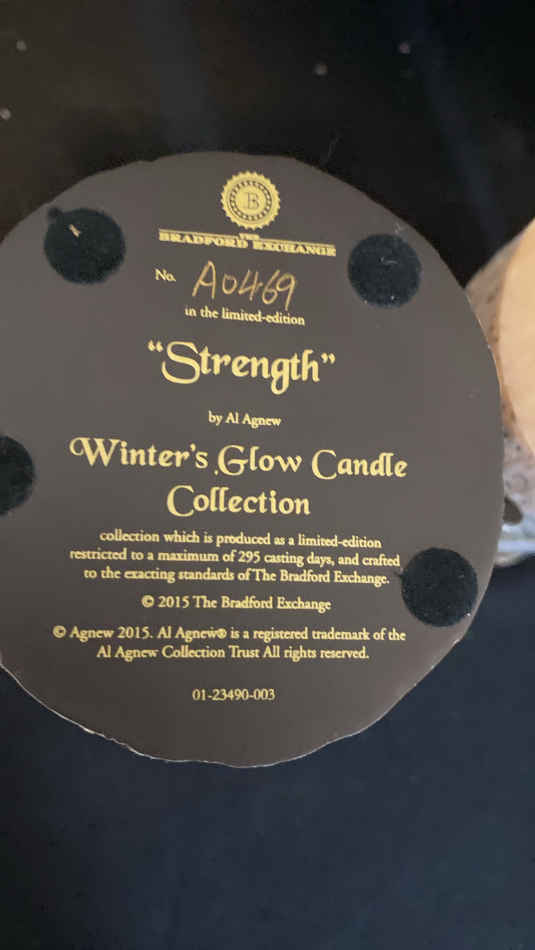 B
THE
BRADFORD EXCHANGE
No. A0469
in the limited-edition
“Strength”
by Al Agnew
Winter's Glow Candle
Collection
collection which is produced as a limited-edition
restricted to a maximum of 295 casting days, and crafted
to the exacting standards of The Bradford Exchange.
© 2015 The Bradford Exchange
© Agnew 2015. Al Agnew® is a registered trademark of the
Al Agnew Collection Trust All rights reserved.
01-23490-003